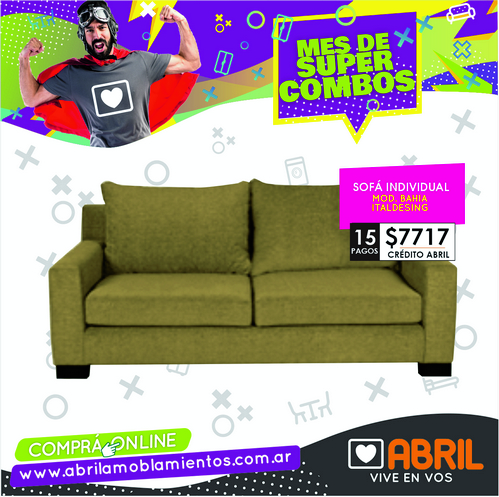 MES DE
SUPER
COMBOS
SOFÁ INDIVIDUAL
MOD. BAHIA
ITALDESING
15
PAGOS
$7717
CRÉDITO ABRIL
COMPRÁ ONLINE
www.abrilamoblamientos.com.ar
ABRIL
VIVE EN VOS